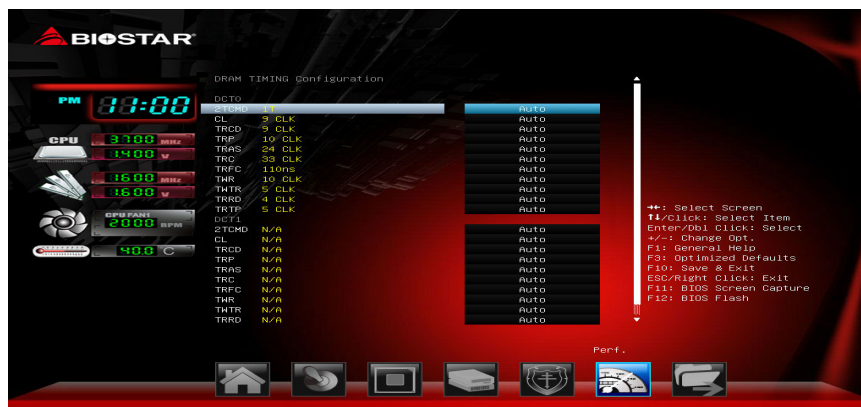 BIOSTAR
DRAM TIMING Configuration
PM 11:00
CPU 3700 MHz
1.400 V
1600 MHz
1.600 V
CPU FAN1
2000 RPM
40.0 C
DCT0
2TCMD 1T Auto
CL 9 CLK Auto
TRCD 9 CLK Auto
TRP 10 CLK Auto
TRAS 24 CLK Auto
TRC 33 CLK Auto
TRFC 110ns Auto
TWR 10 CLK Auto
TWTR 5 CLK Auto
TRRD 4 CLK Auto
TRTP 5 CLK Auto
DCT1
2TCMD N/A Auto
CL N/A Auto
TRCD N/A Auto
TRP N/A Auto
TRAS N/A Auto
TRC N/A Auto
TRFC N/A Auto
TWR N/A Auto
TWTR N/A Auto
TRRD N/A Auto
→←: Select Screen
↑↓/Click: Select Item
Enter/Dbl Click: Select
+/-: Change Opt.
F1: General Help
F3: Optimized Defaults
F10: Save & Exit
ESC/Right Click: Exit
F11: BIOS Screen Capture
F12: BIOS Flash
Perf.